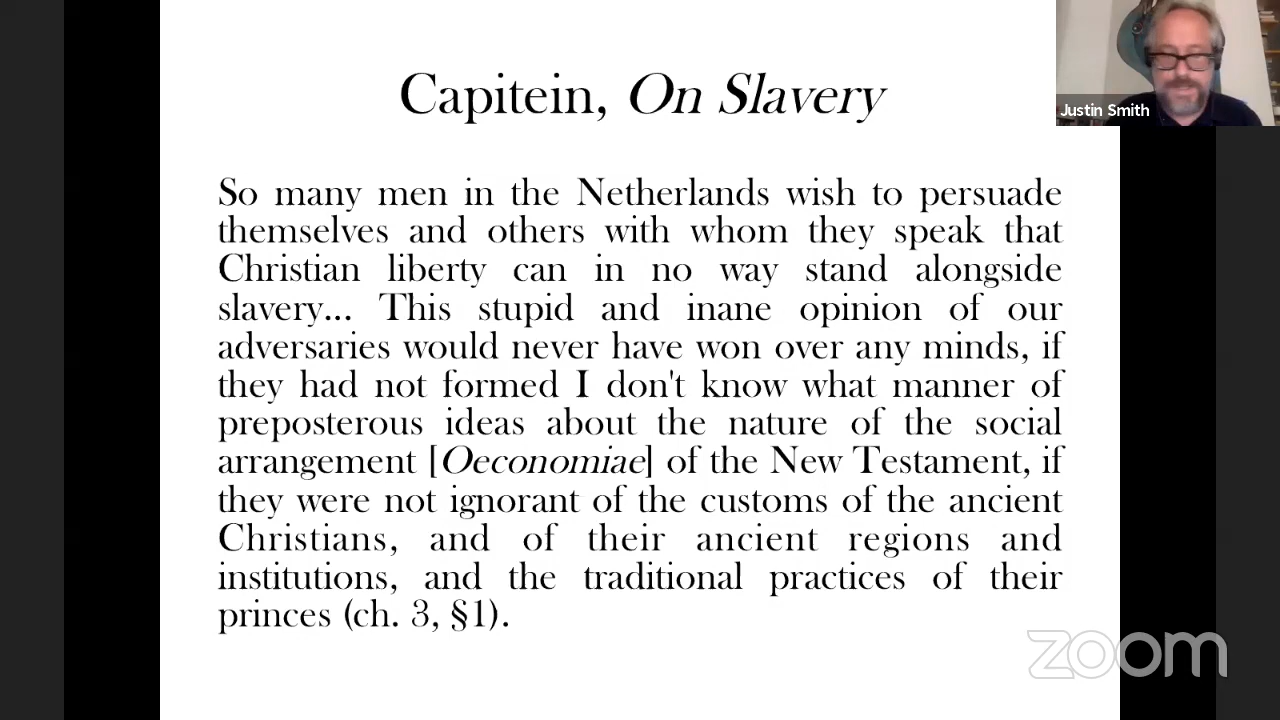 Capitein, On Slavery
Justin Smith
So many men in the Netherlands wish to persuade
themselves and others with whom they speak that
Christian liberty can in no way stand alongside
slavery... This stupid and inane opinion of our
adversaries would never have won over any minds, if
they had not formed I don't know what manner of
preposterous ideas about the nature of the social
arrangement [Oeconomiae] of the New Testament, if
they were not ignorant of the customs of the ancient
Christians, and of their ancient regions and
institutions, and the traditional practices of their
princes (ch. 3, §1).
zoom